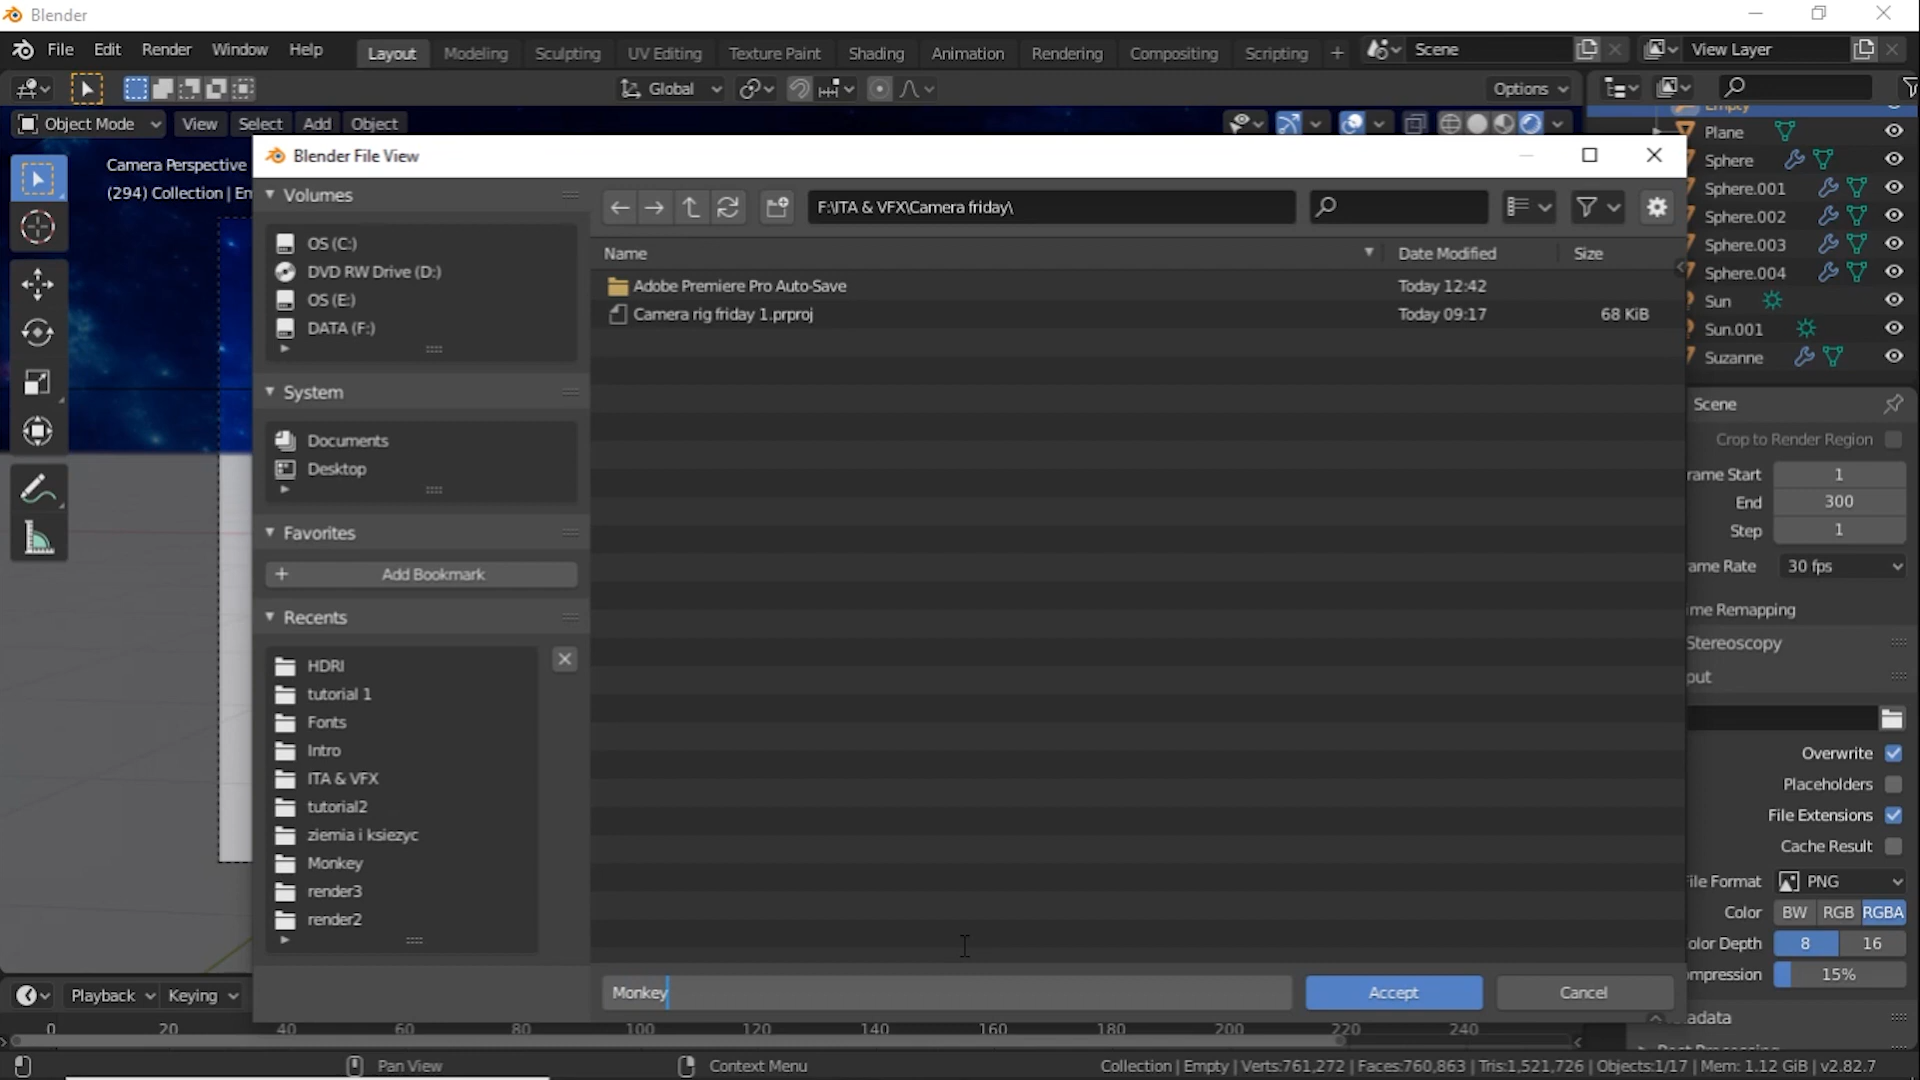 Blender
File Edit Render Window Help Layout Modeling Sculpting UV Editing Texture Paint Shading Animation Rendering Compositing Scripting + Scene View Layer
Global Options
Object Mode View Select Add Object
Camera Perspective
(294) Collection | En
Blender File View
Volumes
OS (C:)
DVD RW Drive (D:)
OS (E:)
DATA (F:)
System
Documents
Desktop
Favorites
+ Add Bookmark
Recents
HDRI
tutorial 1
Fonts
Intro
ITA & VFX
tutorial2
ziemia i ksiezyc
Monkey
render3
render2
F:\ITA & VFX\Camera friday\
Name Date Modified Size
Adobe Premiere Pro Auto-Save Today 12:42
Camera rig friday 1.prproj Today 09:17 68 KiB
Monkey Accept Cancel
Empty
Plane
Sphere
Sphere.001
Sphere.002
Sphere.003
Sphere.004
Sun
Sun.001
Suzanne
Scene
Crop to Render Region
rame Start 1
End 300
Step 1
ame Rate 30 fps
ime Remapping
Stereoscopy
put
Overwrite
Placeholders
File Extensions
Cache Result
ile Format PNG
Color BW RGB RGBA
olor Depth 8 16
mpression 15%
adata
Playback Keying
0 20 40 60 80 100 120 140 160 180 200 220 240
Pan View Context Menu Collection | Empty | Verts:761,272 | Faces:760,863 | Tris:1,521,726 | Objects:1/17 | Mem: 1.12 GiB | v2.82.7